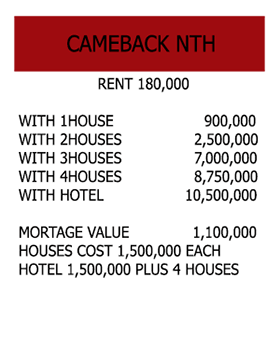 CAMEBACK NTH
RENT 180,000
WITH 1HOUSE 900,000
WITH 2HOUSES 2,500,000
WITH 3HOUSES 7,000,000
WITH 4HOUSES 8,750,000
WITH HOTEL 10,500,000
MORTAGE VALUE 1,100,000
HOUSES COST 1,500,000 EACH
HOTEL 1,500,000 PLUS 4 HOUSES